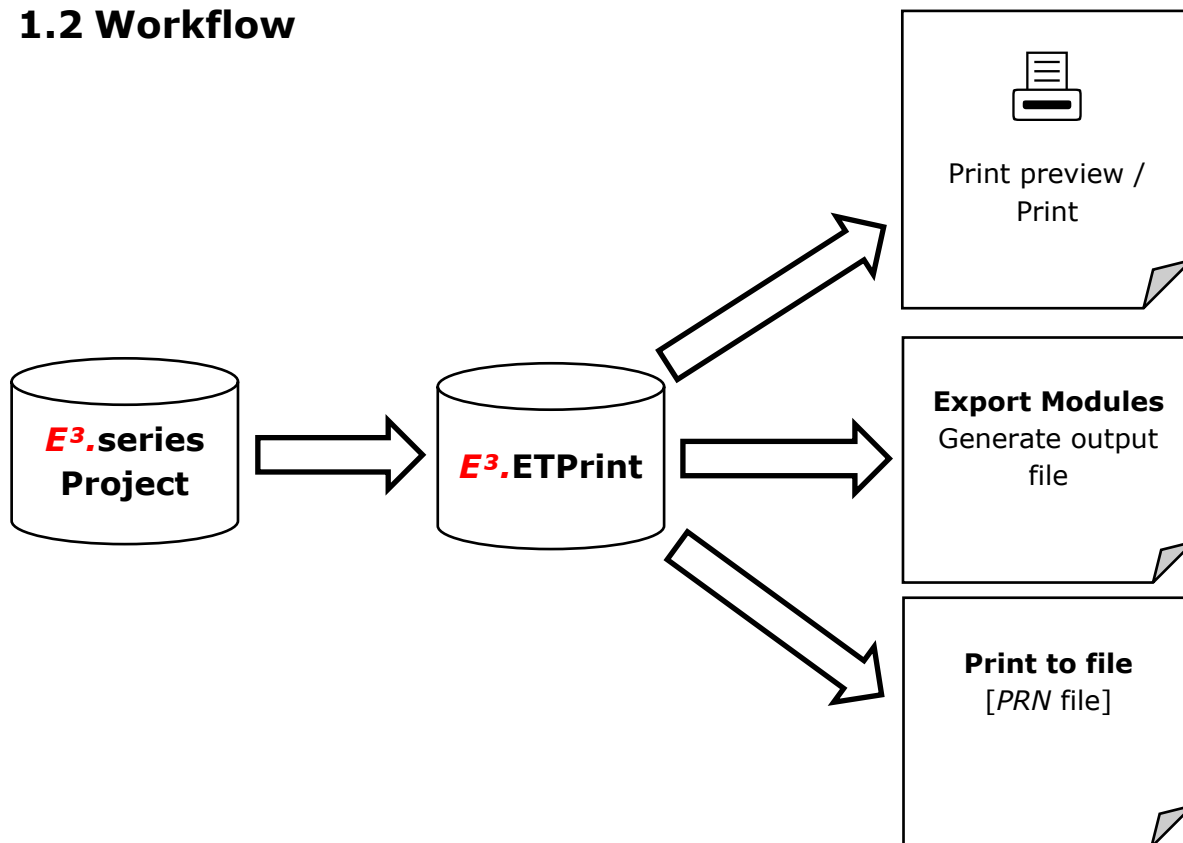 1.2 Workflow
Print preview /
Print
E³.series
Project
E³.ETPrint
Export Modules
Generate output
file
Print to file
[PRN file]